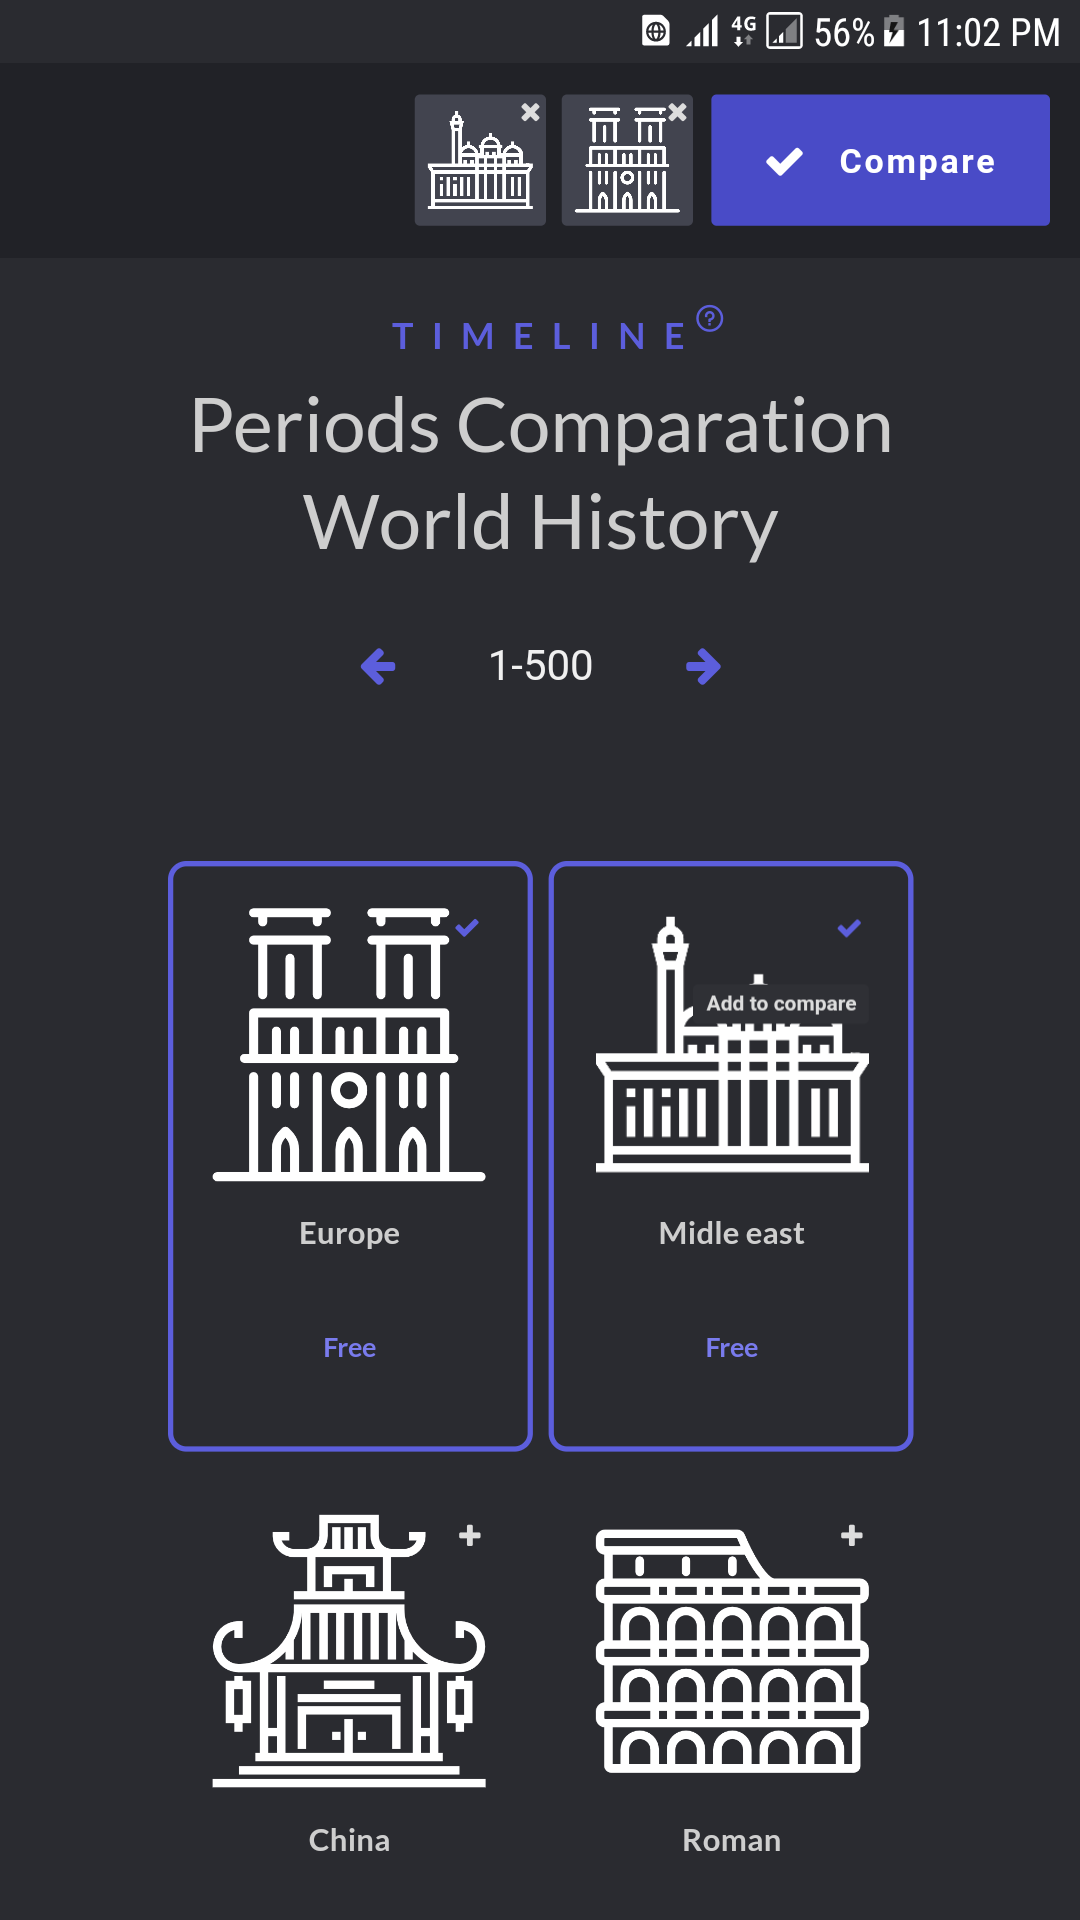 4G 56% 11:02 PM
Compare
TIMELINE
Periods Comparation
World History
1-500
Add to compare
Europe
Midle east
Free
Free
China
Roman